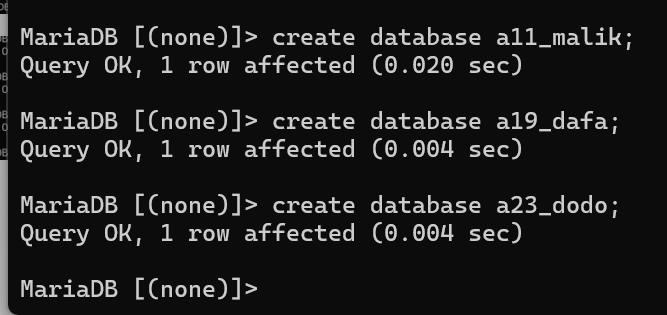 MariaDB [(none)]> create database a11_malik;
Query OK, 1 row affected (0.020 sec)
MariaDB [(none)]> create database a19_dafa;
Query OK, 1 row affected (0.004 sec)
MariaDB [(none)]> create database a23_dodo;
Query OK, 1 row affected (0.004 sec)
MariaDB [(none)]>